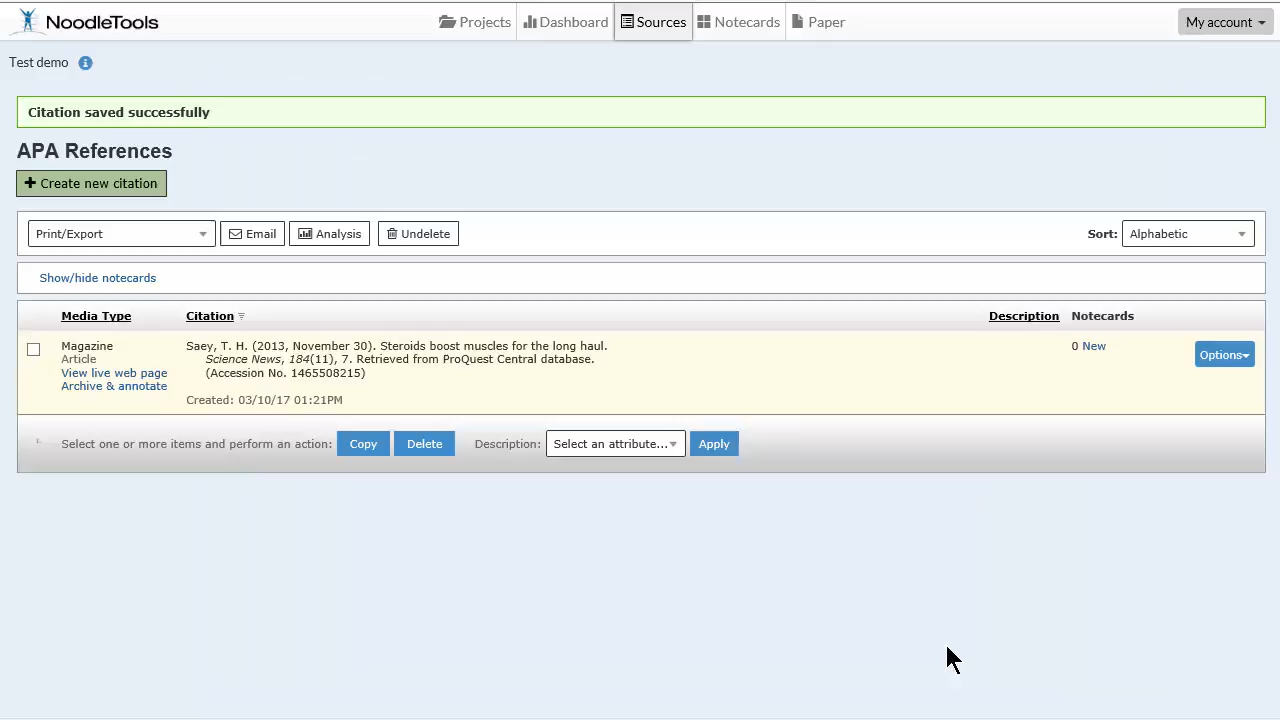 NoodleTools
Projects
Dashboard
Sources
Notecards
Paper
My account
Test demo
Citation saved successfully
APA References
Create new citation
Print/Export
Email
Analysis
Undelete
Sort:
Alphabetic
Show/hide notecards
Media Type
Citation
Description
Notecards
Magazine
Article
View live web page
Archive & annotate
Saey, T. H. (2013, November 30). Steroids boost muscles for the long haul.
Science News, 184(11), 7. Retrieved from ProQuest Central database.
(Accession No. 1465508215)
Created: 03/10/17 01:21PM
0 New
Options
Select one or more items and perform an action:
Copy
Delete
Description:
Select an attribute...
Apply